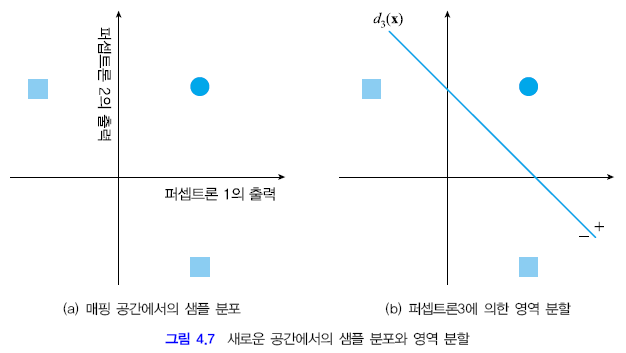 퍼셉트론 2의 출력
퍼셉트론 1의 출력
(a) 매핑 공간에서의 샘플 분포
d₃(x)
+
−
(b) 퍼셉트론3에 의한 영역 분할
그림 4.7 새로운 공간에서의 샘플 분포와 영역 분할